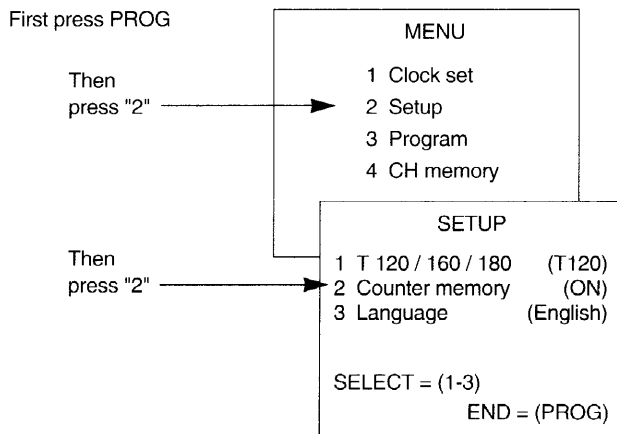 First press PROG
MENU
1 Clock set
Then
press "2"
2 Setup
3 Program
4 CH memory
SETUP
Then
press "2"
1 T 120 / 160 / 180 (T120)
2 Counter memory (ON)
3 Language (English)
SELECT = (1-3)
END = (PROG)